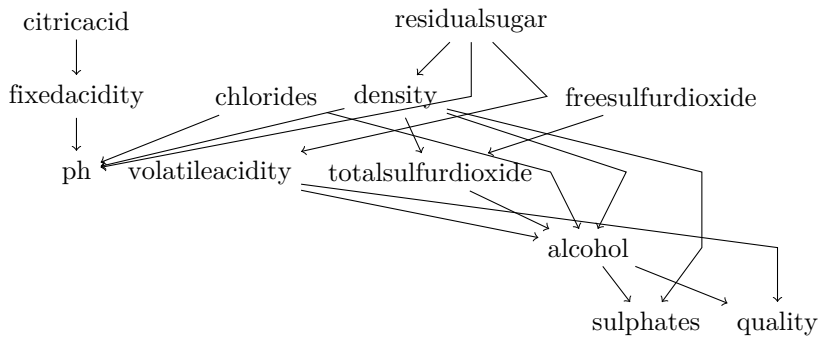 citricacid
residualsugar
fixedacidity
chlorides
density
freesulfurdioxide
ph
volatileacidity
totalsulfurdioxide
alcohol
sulphates
quality